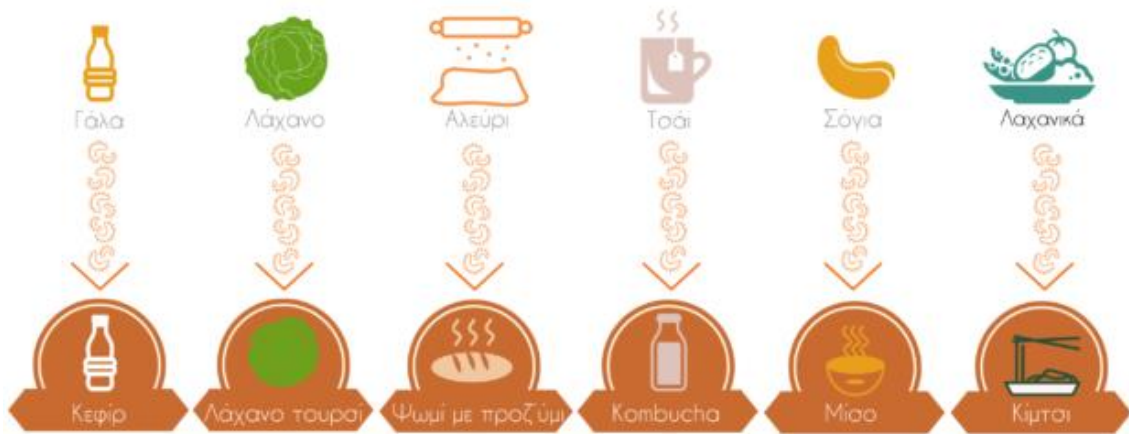 Γάλα
Λάχανο
Αλεύρι
Τσάι
Σόγια
Λαχανικά
Κεφίρ
Λάχανο τουρσί
Ψωμί με προζύμι
Kombucha
Μίσο
Κίμτσι